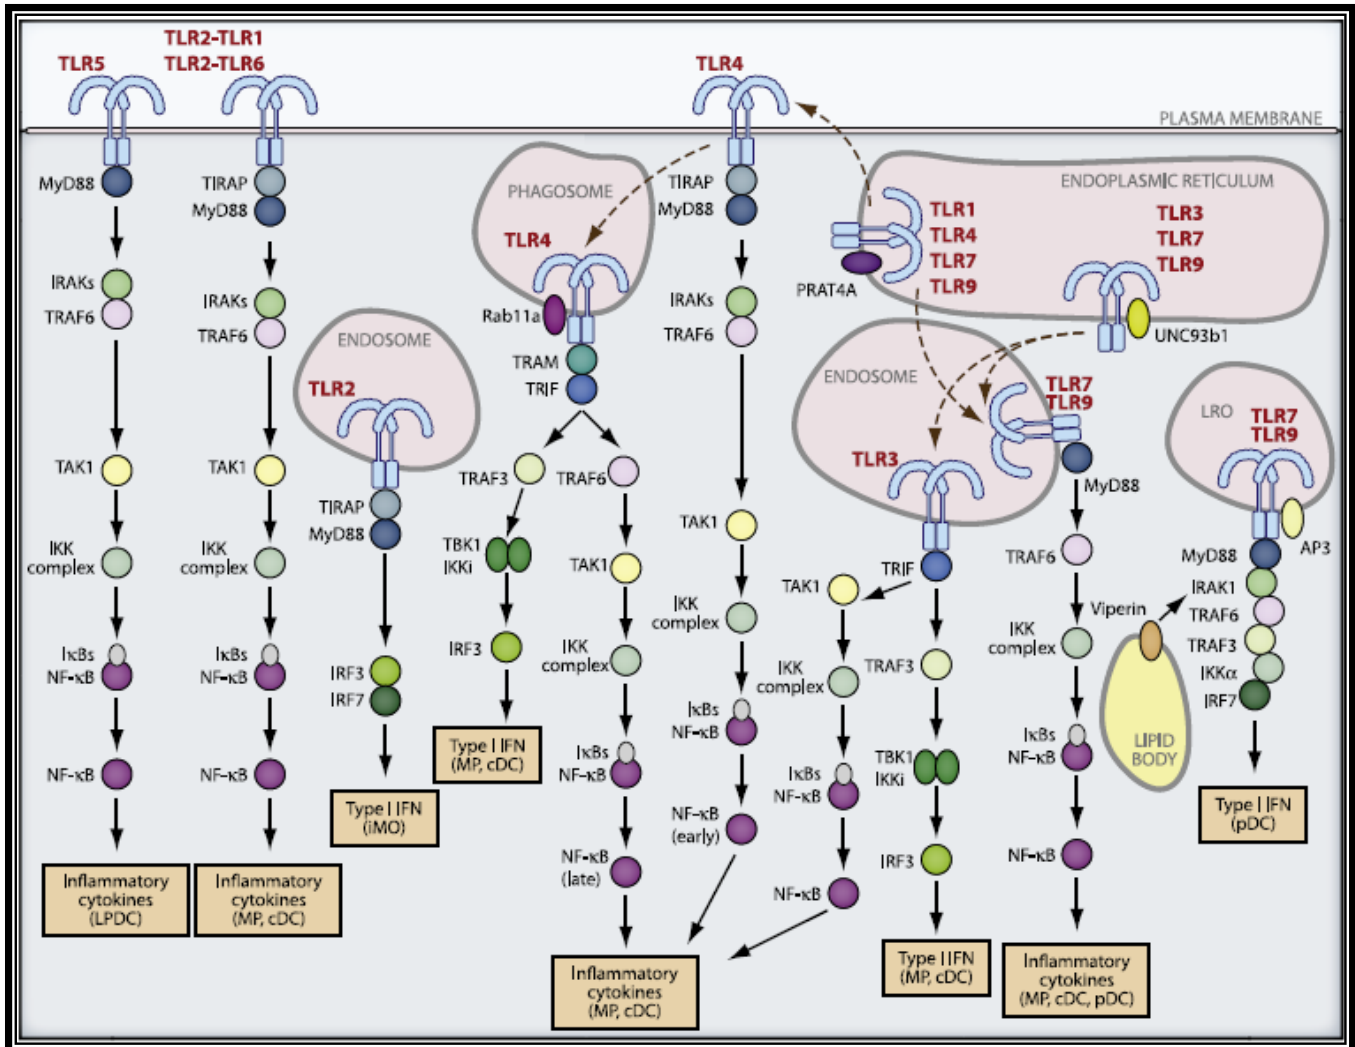 TLR2-TLR1
TLR5
TLR2-TLR6
TLR4
PLASMA MEMBRANE
MyD88
IRAKs
TRAF6
TAK1
IKK
complex
IκBs
NF-κB
NF-κB
Inflammatory
cytokines
(LPDC)
TIRAP
MyD88
IRAKs
TRAF6
TAK1
IKK
complex
IκBs
NF-κB
NF-κB
Inflammatory
cytokines
(MP, cDC)
ENDOSOME
TLR2
TIRAP
MyD88
IRF3
IRF7
Type I IFN
(iMO)
PHAGOSOME
TLR4
Rab11a
TRAM
TRIF
TRAF3
TBK1
IKKi
IRF3
Type I IFN
(MP, cDC)
TRAF6
TAK1
IKK
complex
IκBs
NF-κB
NF-κB
(late)
Inflammatory
cytokines
(MP, cDC)
TIRAP
MyD88
IRAKs
TRAF6
TAK1
IKK
complex
IκBs
NF-κB
NF-κB
(early)
ENDOPLASMIC RETICULUM
TLR1
TLR4
TLR7
TLR9
PRAT4A
TLR3
TLR7
TLR9
UNC93b1
ENDOSOME
TLR3
TLR7
TLR9
TRIF
TAK1
IKK
complex
IκBs
NF-κB
NF-κB
TRAF3
TBK1
IKKi
IRF3
Type I IFN
(MP, cDC)
MyD88
TRAF6
IKK
complex
IκBs
NF-κB
NF-κB
Inflammatory
cytokines
(MP, cDC, pDC)
LRO
TLR7
TLR9
AP3
MyD88
IRAK1
TRAF6
TRAF3
IKKα
IRF7
Viperin
LIPID
BODY
Type I IFN
(pDC)